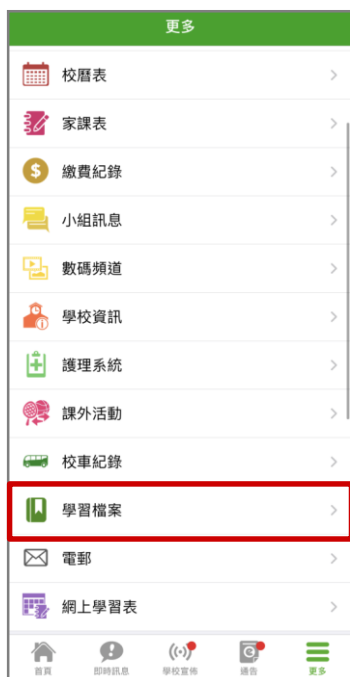 更多
校曆表
家課表
繳費紀錄
小組訊息
數碼頻道
學校資訊
護理系統
課外活動
校車紀錄
學習檔案
電郵
網上學習表
首頁 即時訊息 學校宣佈 通告 更多